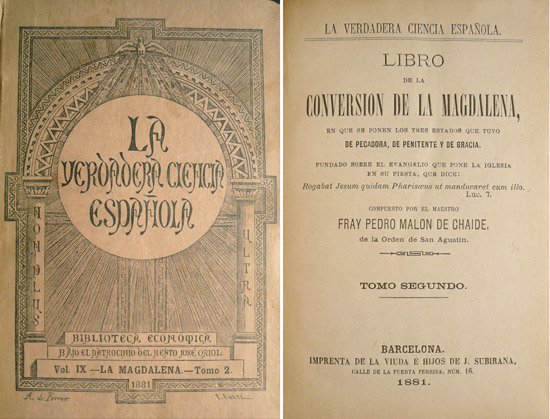 LA
VERDADERA CIENCIA
ESPAÑOLA
NON PLUS
ULTRA
BIBLIOTECA ECONÓMICA
BAJO EL PATROCINIO DEL BEATO JOSÉ ORIOL
Vol. IX —LA MAGDALENA.— Tomo 2.
1881
LA VERDADERA CIENCIA ESPAÑOLA.
LIBRO
DE LA
CONVERSION DE LA MAGDALENA,
EN QUE SE PONEN LOS TRES ESTADOS QUE TUVO
DE PECADORA, DE PENITENTE Y DE GRACIA.
FUNDADO SOBRE EL EVANGELIO QUE PONE LA IGLESIA
EN SU FIESTA, QUE DICE:
Rogabat Jesum quidam Pharisæus ut manducaret cum illo.
Luc. 7.
COMPUESTO POR EL MAESTRO
FRAY PEDRO MALON DE CHAIDE,
de la Orden de San Agustin.
TOMO SEGUNDO.
BARCELONA.
IMPRENTA DE LA VIUDA É HIJOS DE J. SUBIRANA,
CALLE DE LA PUERTA FERRISA, NÚM. 16.
1881.